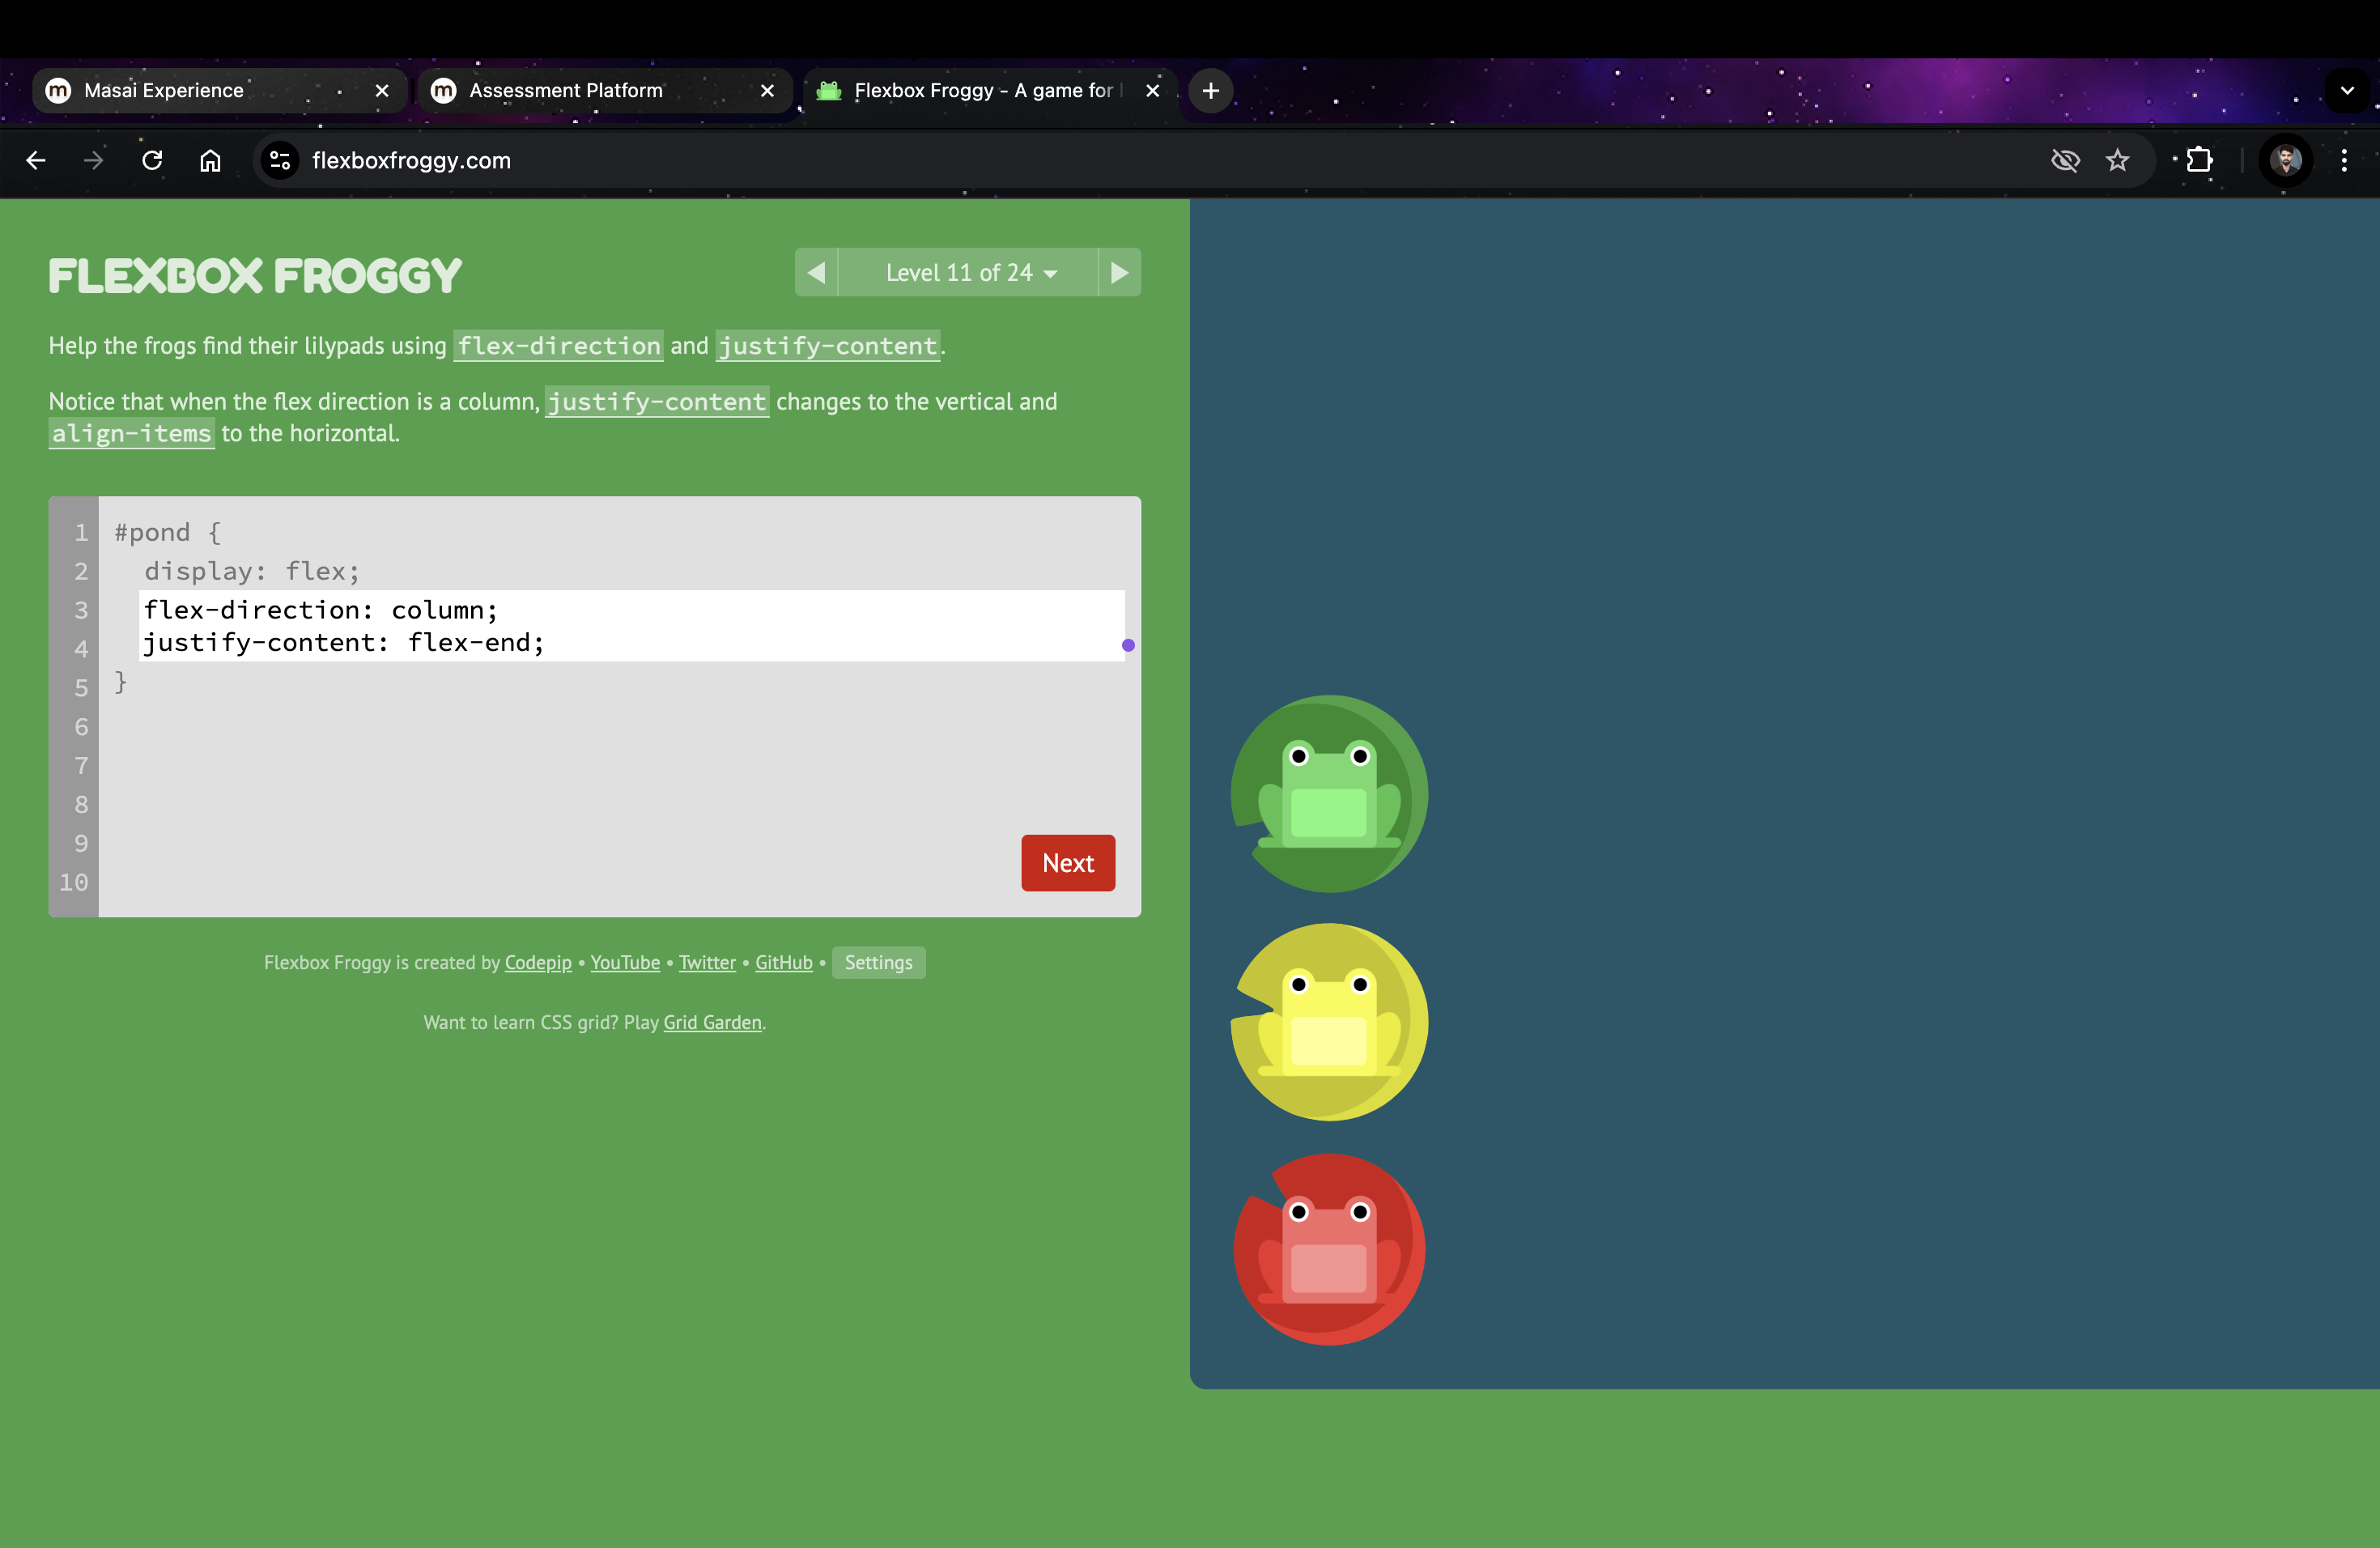 Masai Experience
Assessment Platform
Flexbox Froggy - A game for
flexboxfroggy.com
FLEXBOX FROGGY
Level 11 of 24
Help the frogs find their lilypads using flex-direction and justify-content.
Notice that when the flex direction is a column, justify-content changes to the vertical and
align-items to the horizontal.
1 #pond {
2 display: flex;
3 flex-direction: column;
4 justify-content: flex-end;
5 }
6
7
8
9
10
Next
Flexbox Froggy is created by Codepip • YouTube • Twitter • GitHub • Settings
Want to learn CSS grid? Play Grid Garden.